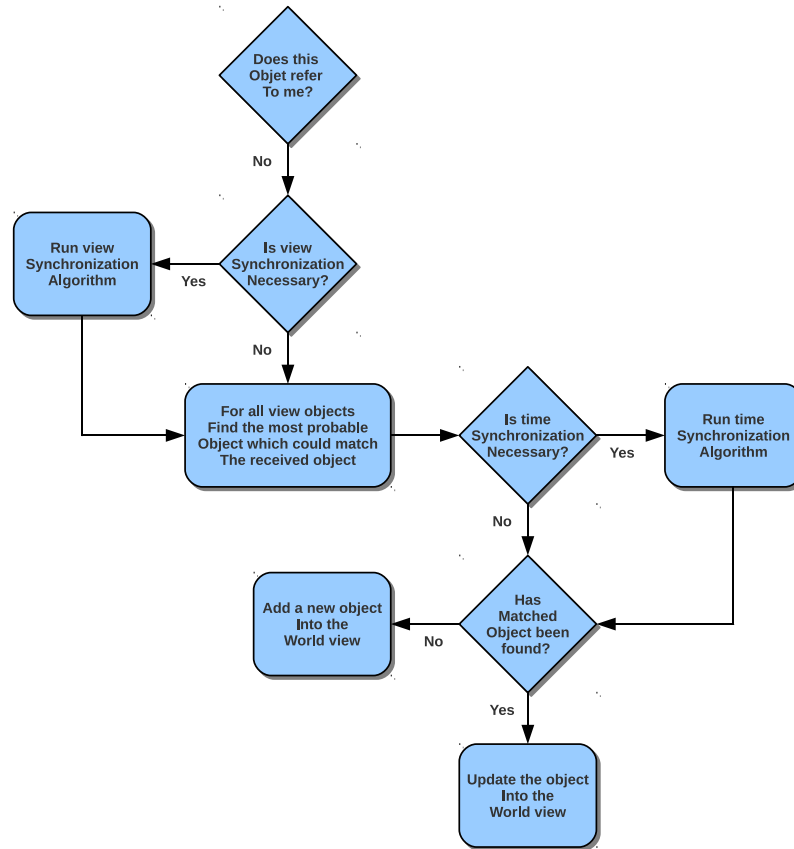 Does this
Objet refer
To me?
No
Is view
Synchronization
Necessary?
Run view
Synchronization
Algorithm
Yes
No
For all view objects
Find the most probable
Object which could match
The received object
Is time
Synchronization
Necessary?
Yes
Run time
Synchronization
Algorithm
No
Has
Matched
Object been
found?
Add a new object
Into the
World view
No
Yes
Update the object
Into the
World view